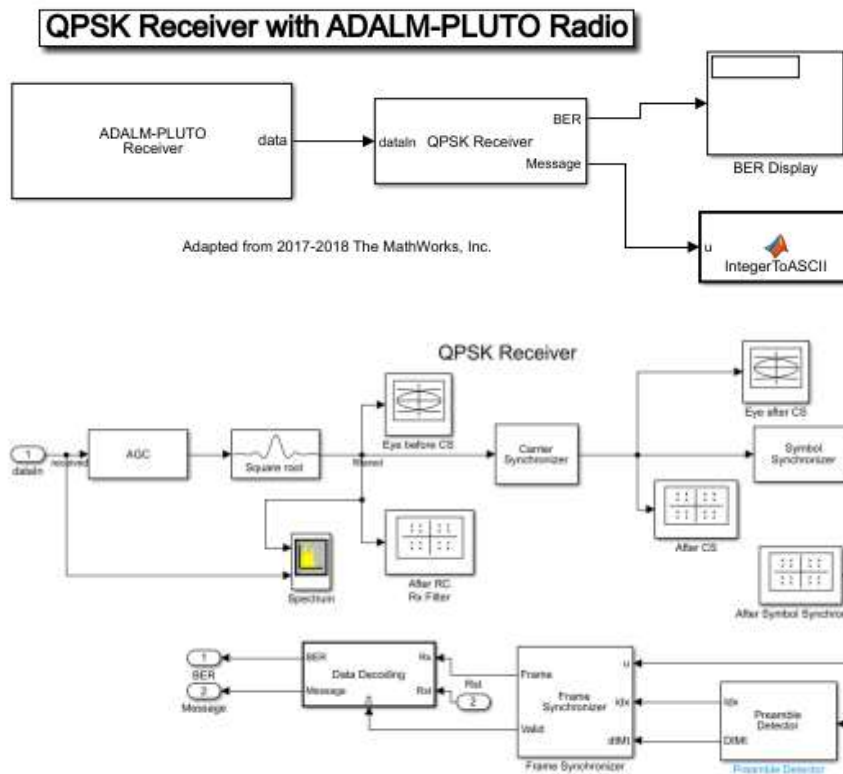 QPSK Receiver with ADALM-PLUTO Radio
ADALM-PLUTO
Receiver
data
dataIn
QPSK Receiver
BER
Message
BER Display
Adapted from 2017-2018 The MathWorks, Inc.
u
IntegerToASCII
QPSK Receiver
Eye before CS
Eye after CS
1
dataIn
received
AGC
Square root
filtered
Carrier
Synchronizer
Symbol
Synchronizer
After CS
Spectrum
After RC
Rx Filter
After Symbol Synchron
1
BER
2
Message
BER
Message
Data Decoding
Rx
Rst
Rst
2
Frame
Valid
Frame
Synchronizer
u
Idx
dtMt
Frame Synchronizer
Idx
DtMt
Preamble
Detector
Preamble Detector